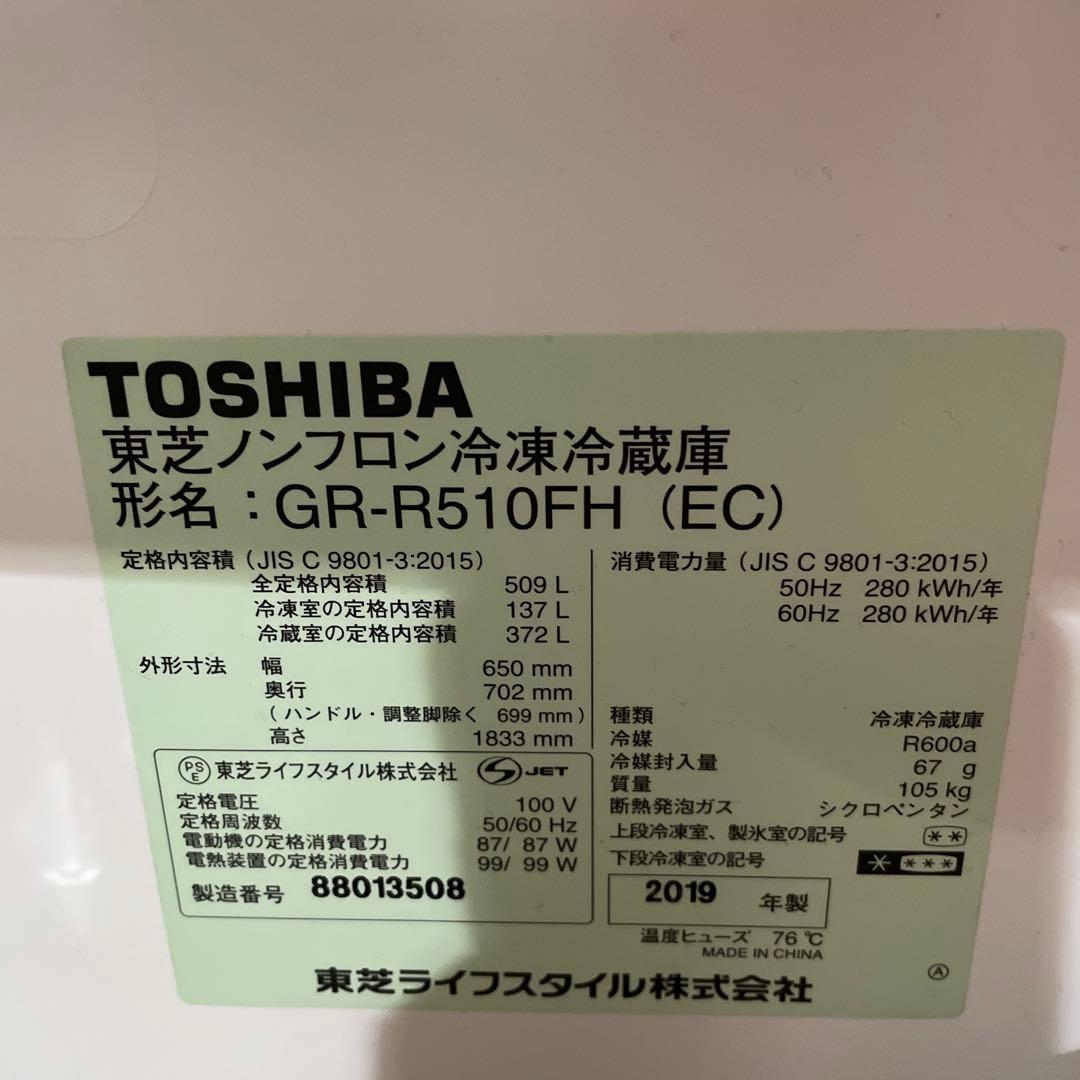 TOSHIBA
東芝ノンフロン冷凍冷蔵庫
形名：GR-R510FH（EC）
定格内容積（JIS C 9801-3:2015）
全定格内容積 509 L
冷凍室の定格内容積 137 L
冷蔵室の定格内容積 372 L
外形寸法 幅 650 mm
奥行 702 mm
（ハンドル・調整脚除く 699 mm）
高さ 1833 mm
消費電力量（JIS C 9801-3:2015）
50Hz 280 kWh/年
60Hz 280 kWh/年
種類 冷凍冷蔵庫
冷媒 R600a
冷媒封入量 67 g
質量 105 kg
断熱発泡ガス シクロペンタン
上段冷凍室、製氷室の記号 **
下段冷凍室の記号 * ***
PSE 東芝ライフスタイル株式会社 JET
定格電圧 100 V
定格周波数 50/60 Hz
電動機の定格消費電力 87/ 87 W
電熱装置の定格消費電力 99/ 99 W
製造番号 88013508
2019 年製
温度ヒューズ 76 ℃
MADE IN CHINA
東芝ライフスタイル株式会社
Ⓐ